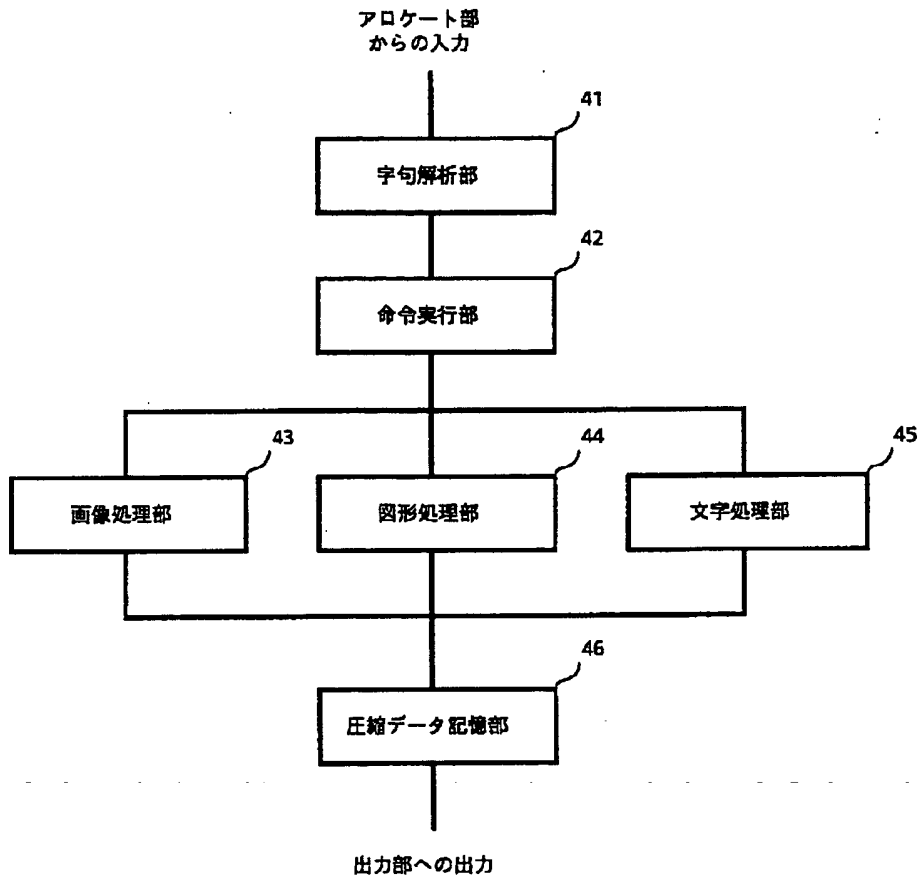 アロケート部
からの入力
41
字句解析部
42
命令実行部
43
44
45
画像処理部
図形処理部
文字処理部
46
圧縮データ記憶部
出力部への出力